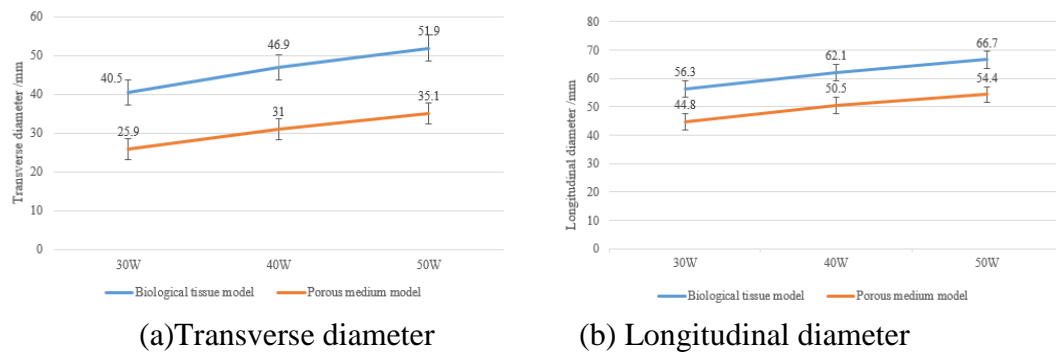 60
50
40
30
20
10
0
Transverse diameter /mm
40.5
46.9
51.9
25.9
31
35.1
30W
40W
50W
Biological tissue model
Porous medium model
(a)Transverse diameter
80
70
60
50
40
30
20
10
0
Longitudinal diameter /mm
56.3
62.1
66.7
44.8
50.5
54.4
30W
40W
50W
Biological tissue model
Porous medium model
(b) Longitudinal diameter